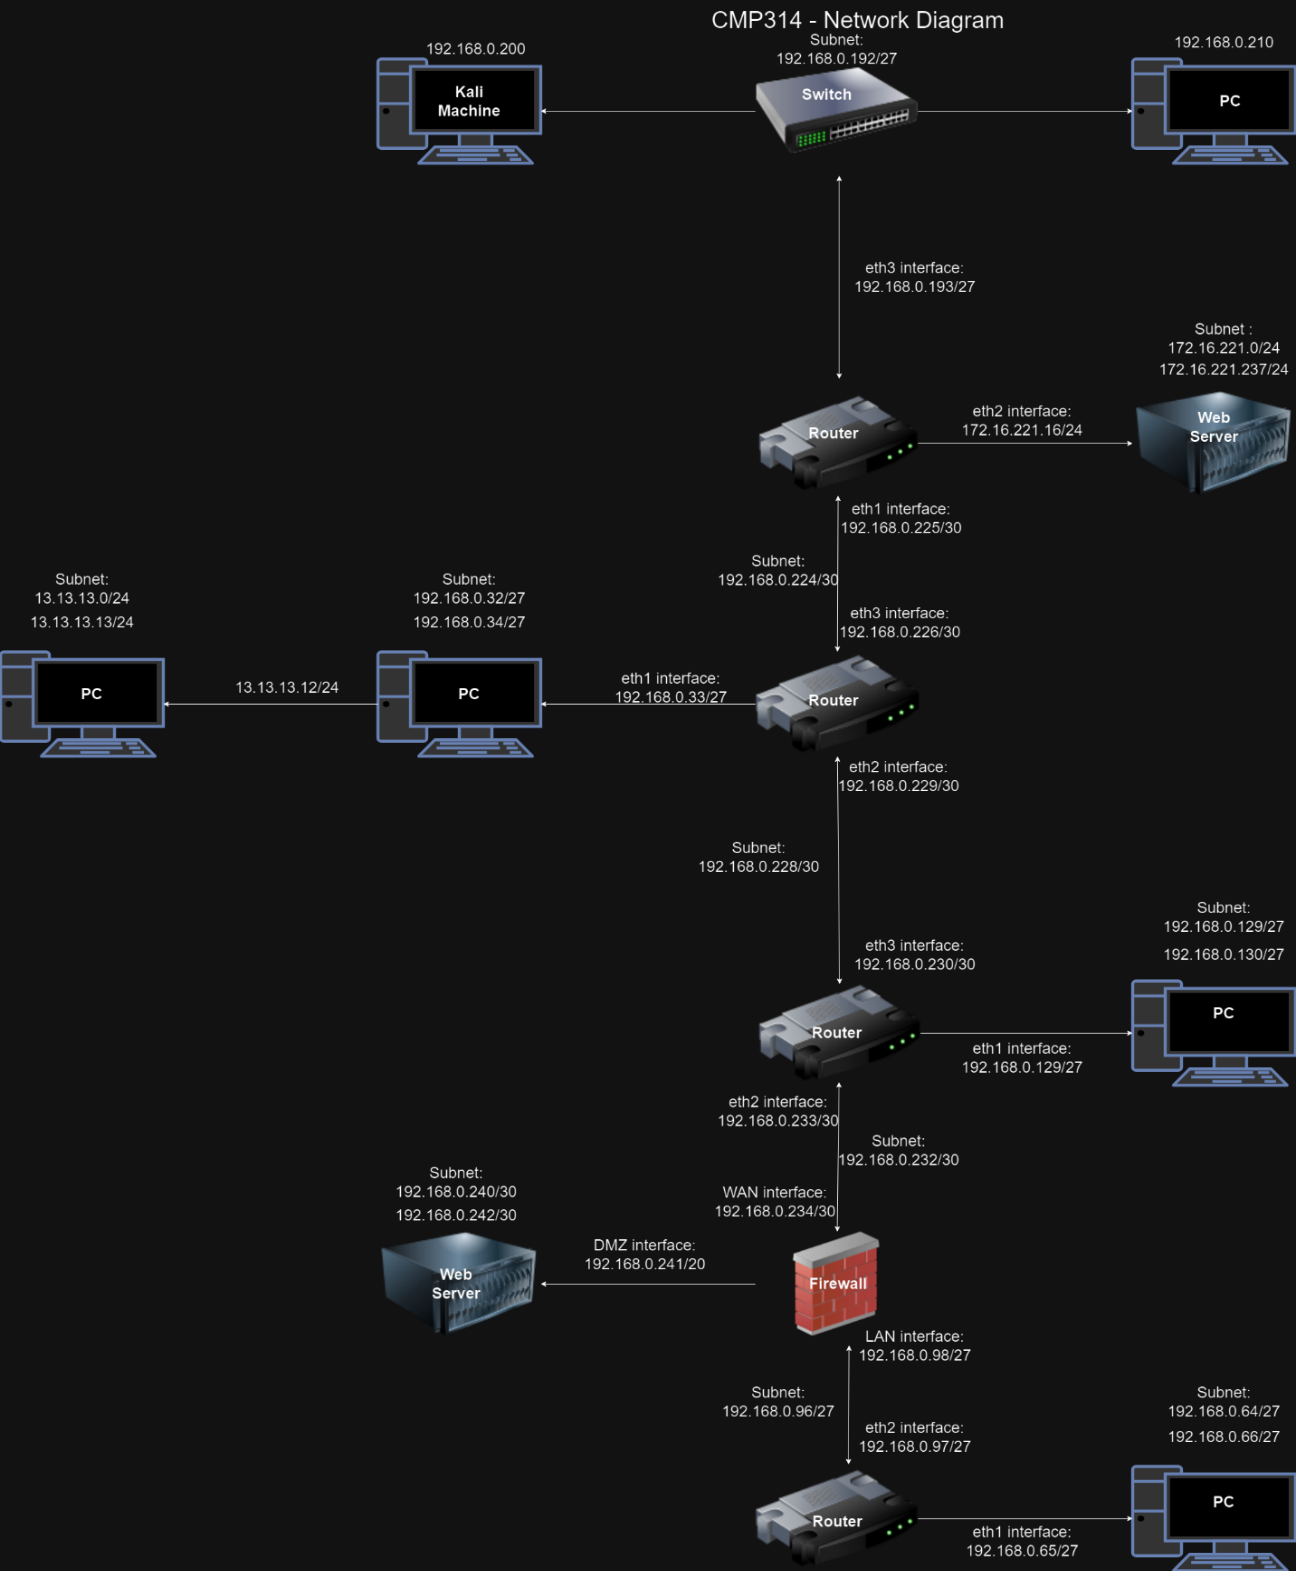 CMP314 - Network Diagram
Subnet:
192.168.0.192/27
192.168.0.200
Kali
Machine
Switch
192.168.0.210
PC
eth3 interface:
192.168.0.193/27
Subnet :
172.16.221.0/24
172.16.221.237/24
Router
eth2 interface:
172.16.221.16/24
Web
Server
eth1 interface:
192.168.0.225/30
Subnet:
192.168.0.224/30
eth3 interface:
192.168.0.226/30
Subnet:
13.13.13.0/24
13.13.13.13/24
Subnet:
192.168.0.32/27
192.168.0.34/27
PC
13.13.13.12/24
PC
eth1 interface:
192.168.0.33/27
Router
eth2 interface:
192.168.0.229/30
Subnet:
192.168.0.228/30
eth3 interface:
192.168.0.230/30
Subnet:
192.168.0.129/27
192.168.0.130/27
Router
PC
eth1 interface:
192.168.0.129/27
eth2 interface:
192.168.0.233/30
Subnet:
192.168.0.232/30
WAN interface:
192.168.0.234/30
Subnet:
192.168.0.240/30
192.168.0.242/30
DMZ interface:
192.168.0.241/20
Web
Server
Firewall
LAN interface:
192.168.0.98/27
Subnet:
192.168.0.96/27
eth2 interface:
192.168.0.97/27
Subnet:
192.168.0.64/27
192.168.0.66/27
Router
PC
eth1 interface:
192.168.0.65/27